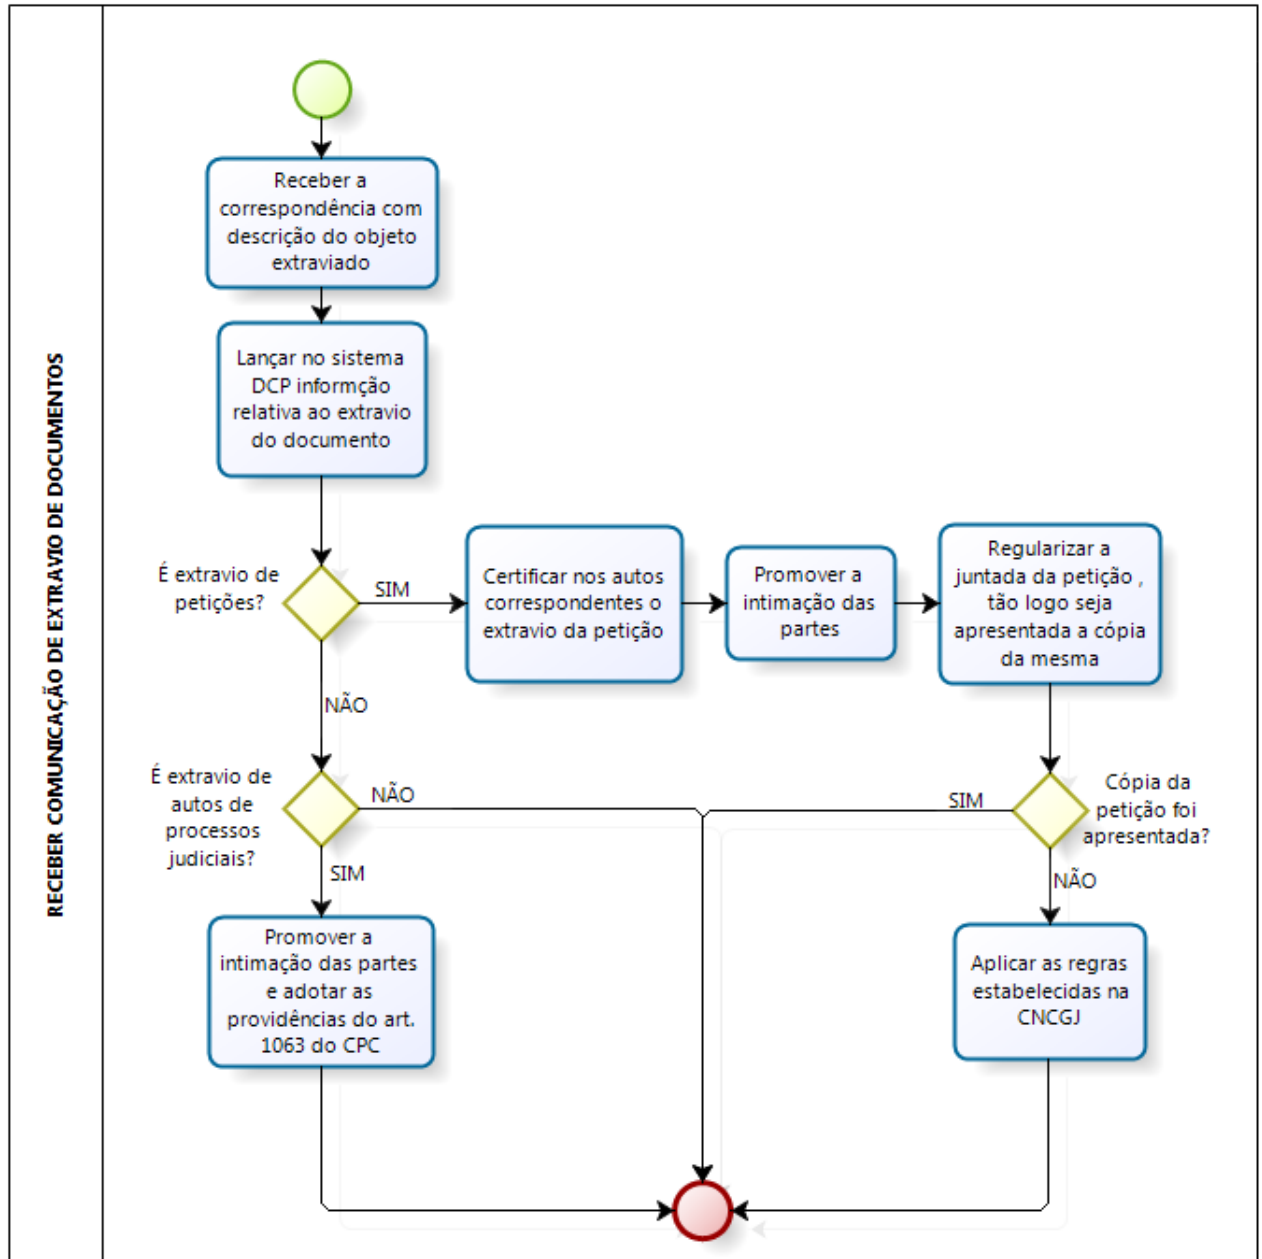 RECEBER COMUNICAÇÃO DE EXTRAVIO DE DOCUMENTOS
Receber a
correspondência com
descrição do objeto
extraviado
Lançar no sistema
DCP informção
relativa ao extravio
do documento
É extravio de
petições?
SIM
Certificar nos autos
correspondentes o
extravio da petição
Promover a
intimação das
partes
Regularizar a
juntada da petição ,
tão logo seja
apresentada a cópia
da mesma
NÃO
É extravio de
autos de
processos
judiciais?
NÃO
SIM
Cópia da
petição foi
apresentada?
SIM
NÃO
Promover a
intimação das partes
e adotar as
providências do art.
1063 do CPC
Aplicar as regras
estabelecidas na
CNCGJ